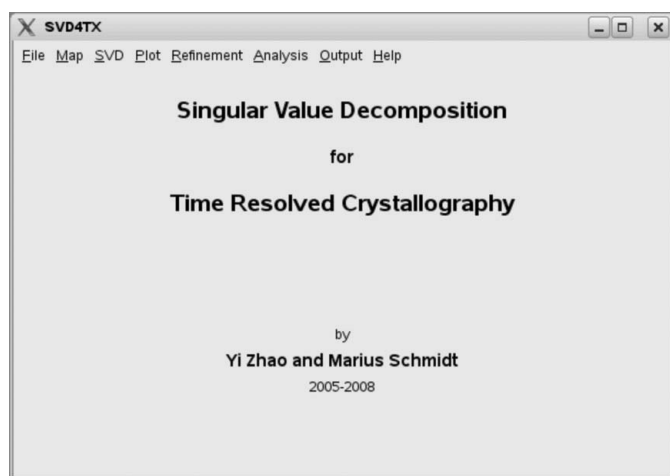 SVD4TX
File Map SVD Plot Refinement Analysis Output Help
Singular Value Decomposition
for
Time Resolved Crystallography
by
Yi Zhao and Marius Schmidt
2005-2008